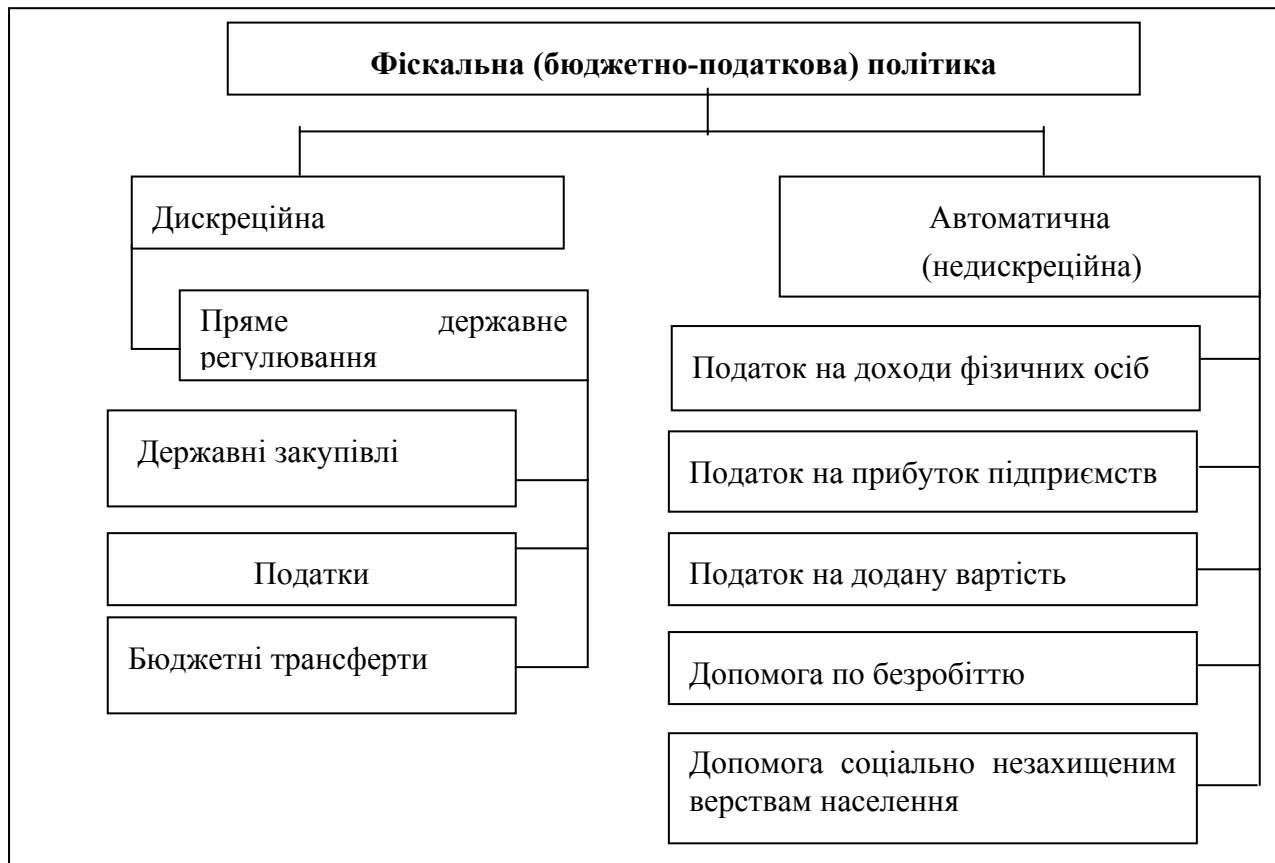 Фіскальна (бюджетно-податкова) політика
Дискреційна
Пряме державне
регулювання
Державні закупівлі
Податки
Бюджетні трансферти
Автоматична
(недискреційна)
Податок на доходи фізичних осіб
Податок на прибуток підприємств
Податок на додану вартість
Допомога по безробіттю
Допомога соціально незахищеним
верствам населення